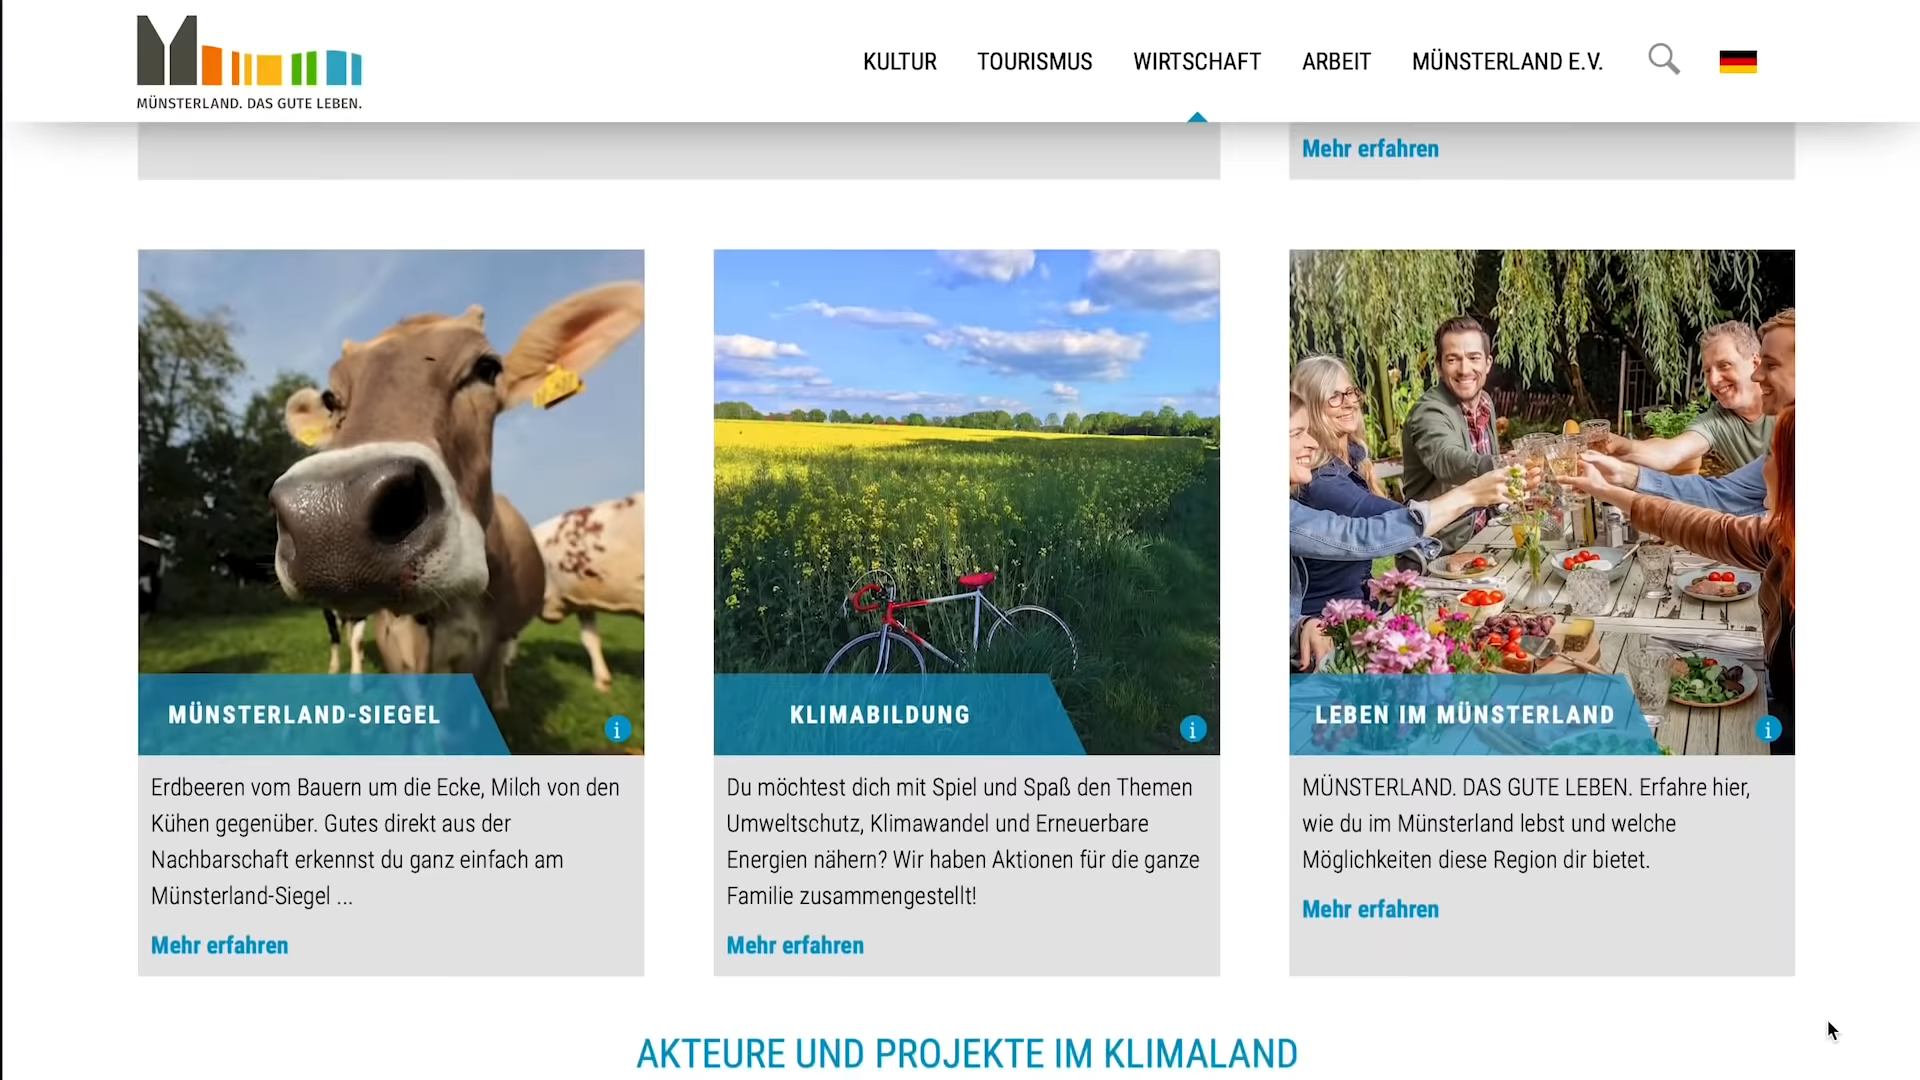 MÜNSTERLAND. DAS GUTE LEBEN.
KULTUR
TOURISMUS
WIRTSCHAFT
ARBEIT
MÜNSTERLAND E.V.
Mehr erfahren
MÜNSTERLAND-SIEGEL
i
Erdbeeren vom Bauern um die Ecke, Milch von den
Kühen gegenüber. Gutes direkt aus der
Nachbarschaft erkennst du ganz einfach am
Münsterland-Siegel ...
Mehr erfahren
KLIMABILDUNG
i
Du möchtest dich mit Spiel und Spaß den Themen
Umweltschutz, Klimawandel und Erneuerbare
Energien nähern? Wir haben Aktionen für die ganze
Familie zusammengestellt!
Mehr erfahren
LEBEN IM MÜNSTERLAND
i
MÜNSTERLAND. DAS GUTE LEBEN. Erfahre hier,
wie du im Münsterland lebst und welche
Möglichkeiten diese Region dir bietet.
Mehr erfahren
AKTEURE UND PROJEKTE IM KLIMALAND